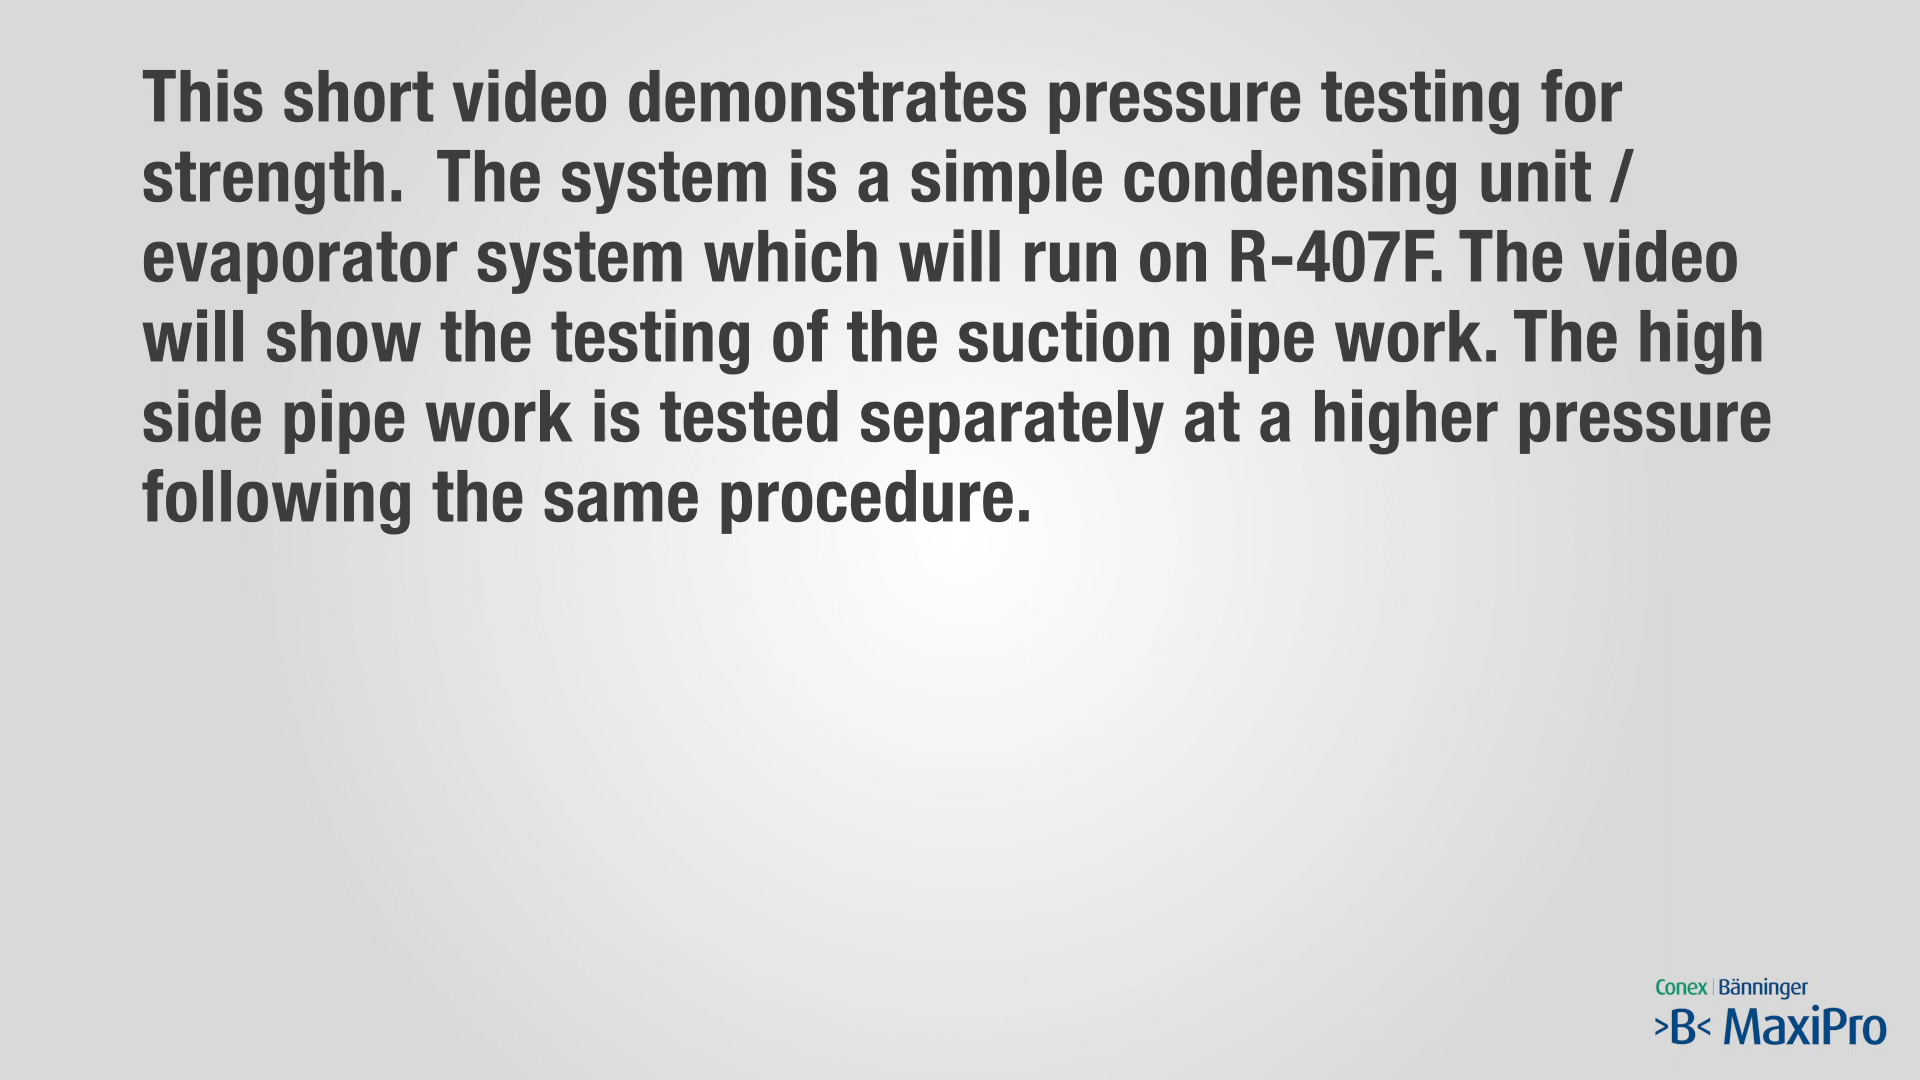 This short video demonstrates pressure testing for
strength.  The system is a simple condensing unit /
evaporator system which will run on R-407F. The video
will show the testing of the suction pipe work. The high
side pipe work is tested separately at a higher pressure
following the same procedure.
Conex | Bänninger
>B< MaxiPro